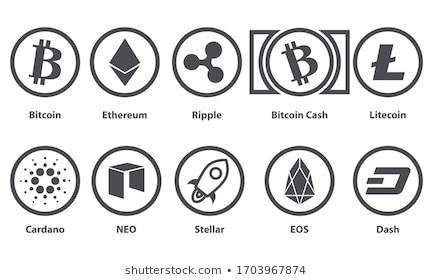 Bitcoin
Ethereum
Ripple
Bitcoin Cash
Litecoin
Cardano
NEO
Stellar
EOS
Dash
shutterstock.com • 1703967874